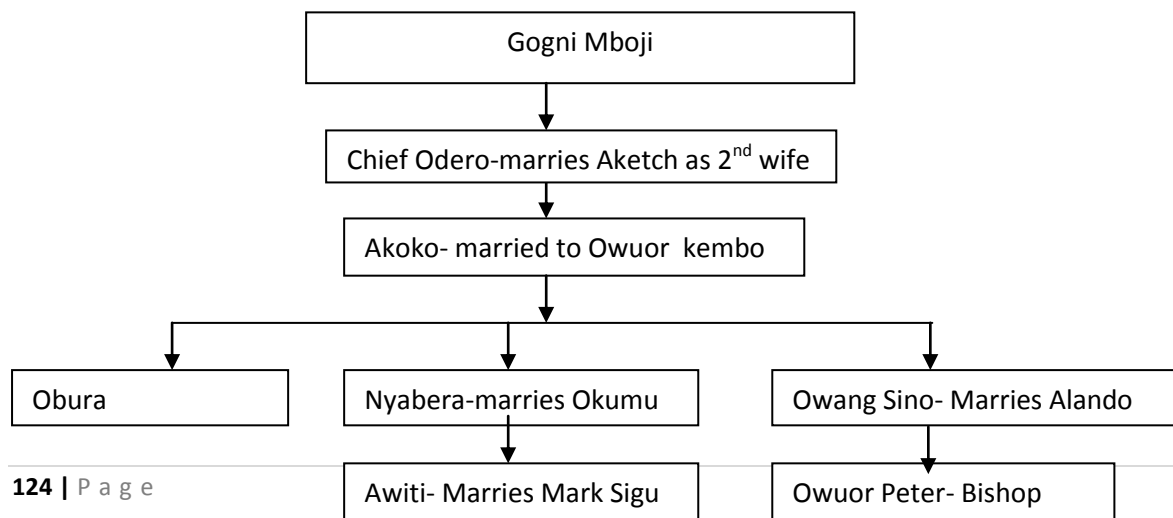 Gogni Mboji
Chief Odero-marries Aketch as 2nd wife
Akoko- married to Owuor kembo
Obura
Nyabera-marries Okumu
Owang Sino- Marries Alando
Awiti- Marries Mark Sigu
Owuor Peter- Bishop
124 | P a g e